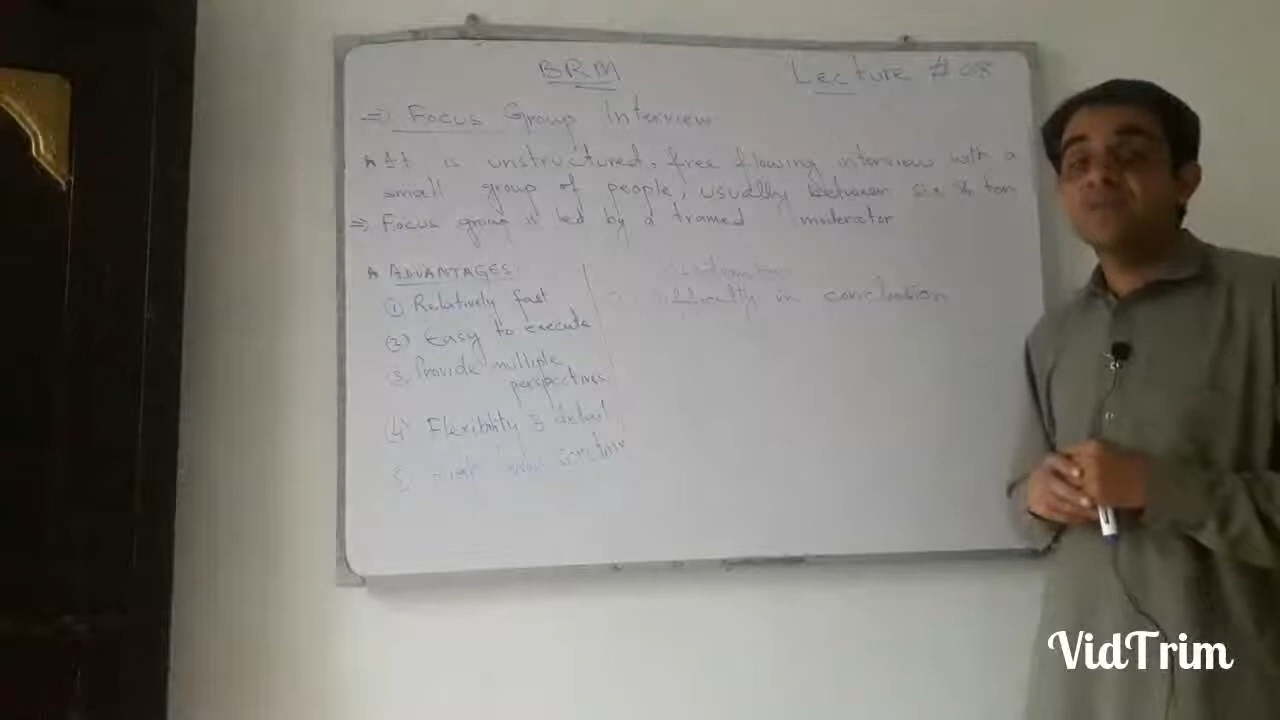 BRM
Lecture # 08
⇒ Focus Group Interview
* It is unstructured, free flowing interview with a
small group of people, usually between six & ten
⇒ Focus group is led by a trained moderator
* ADVANTAGES:
① Relatively fast
(2) Easy to execute
3. Provide multiple
perspectives
(4) Flexibility & detail
5
in conclusion
VidTrim